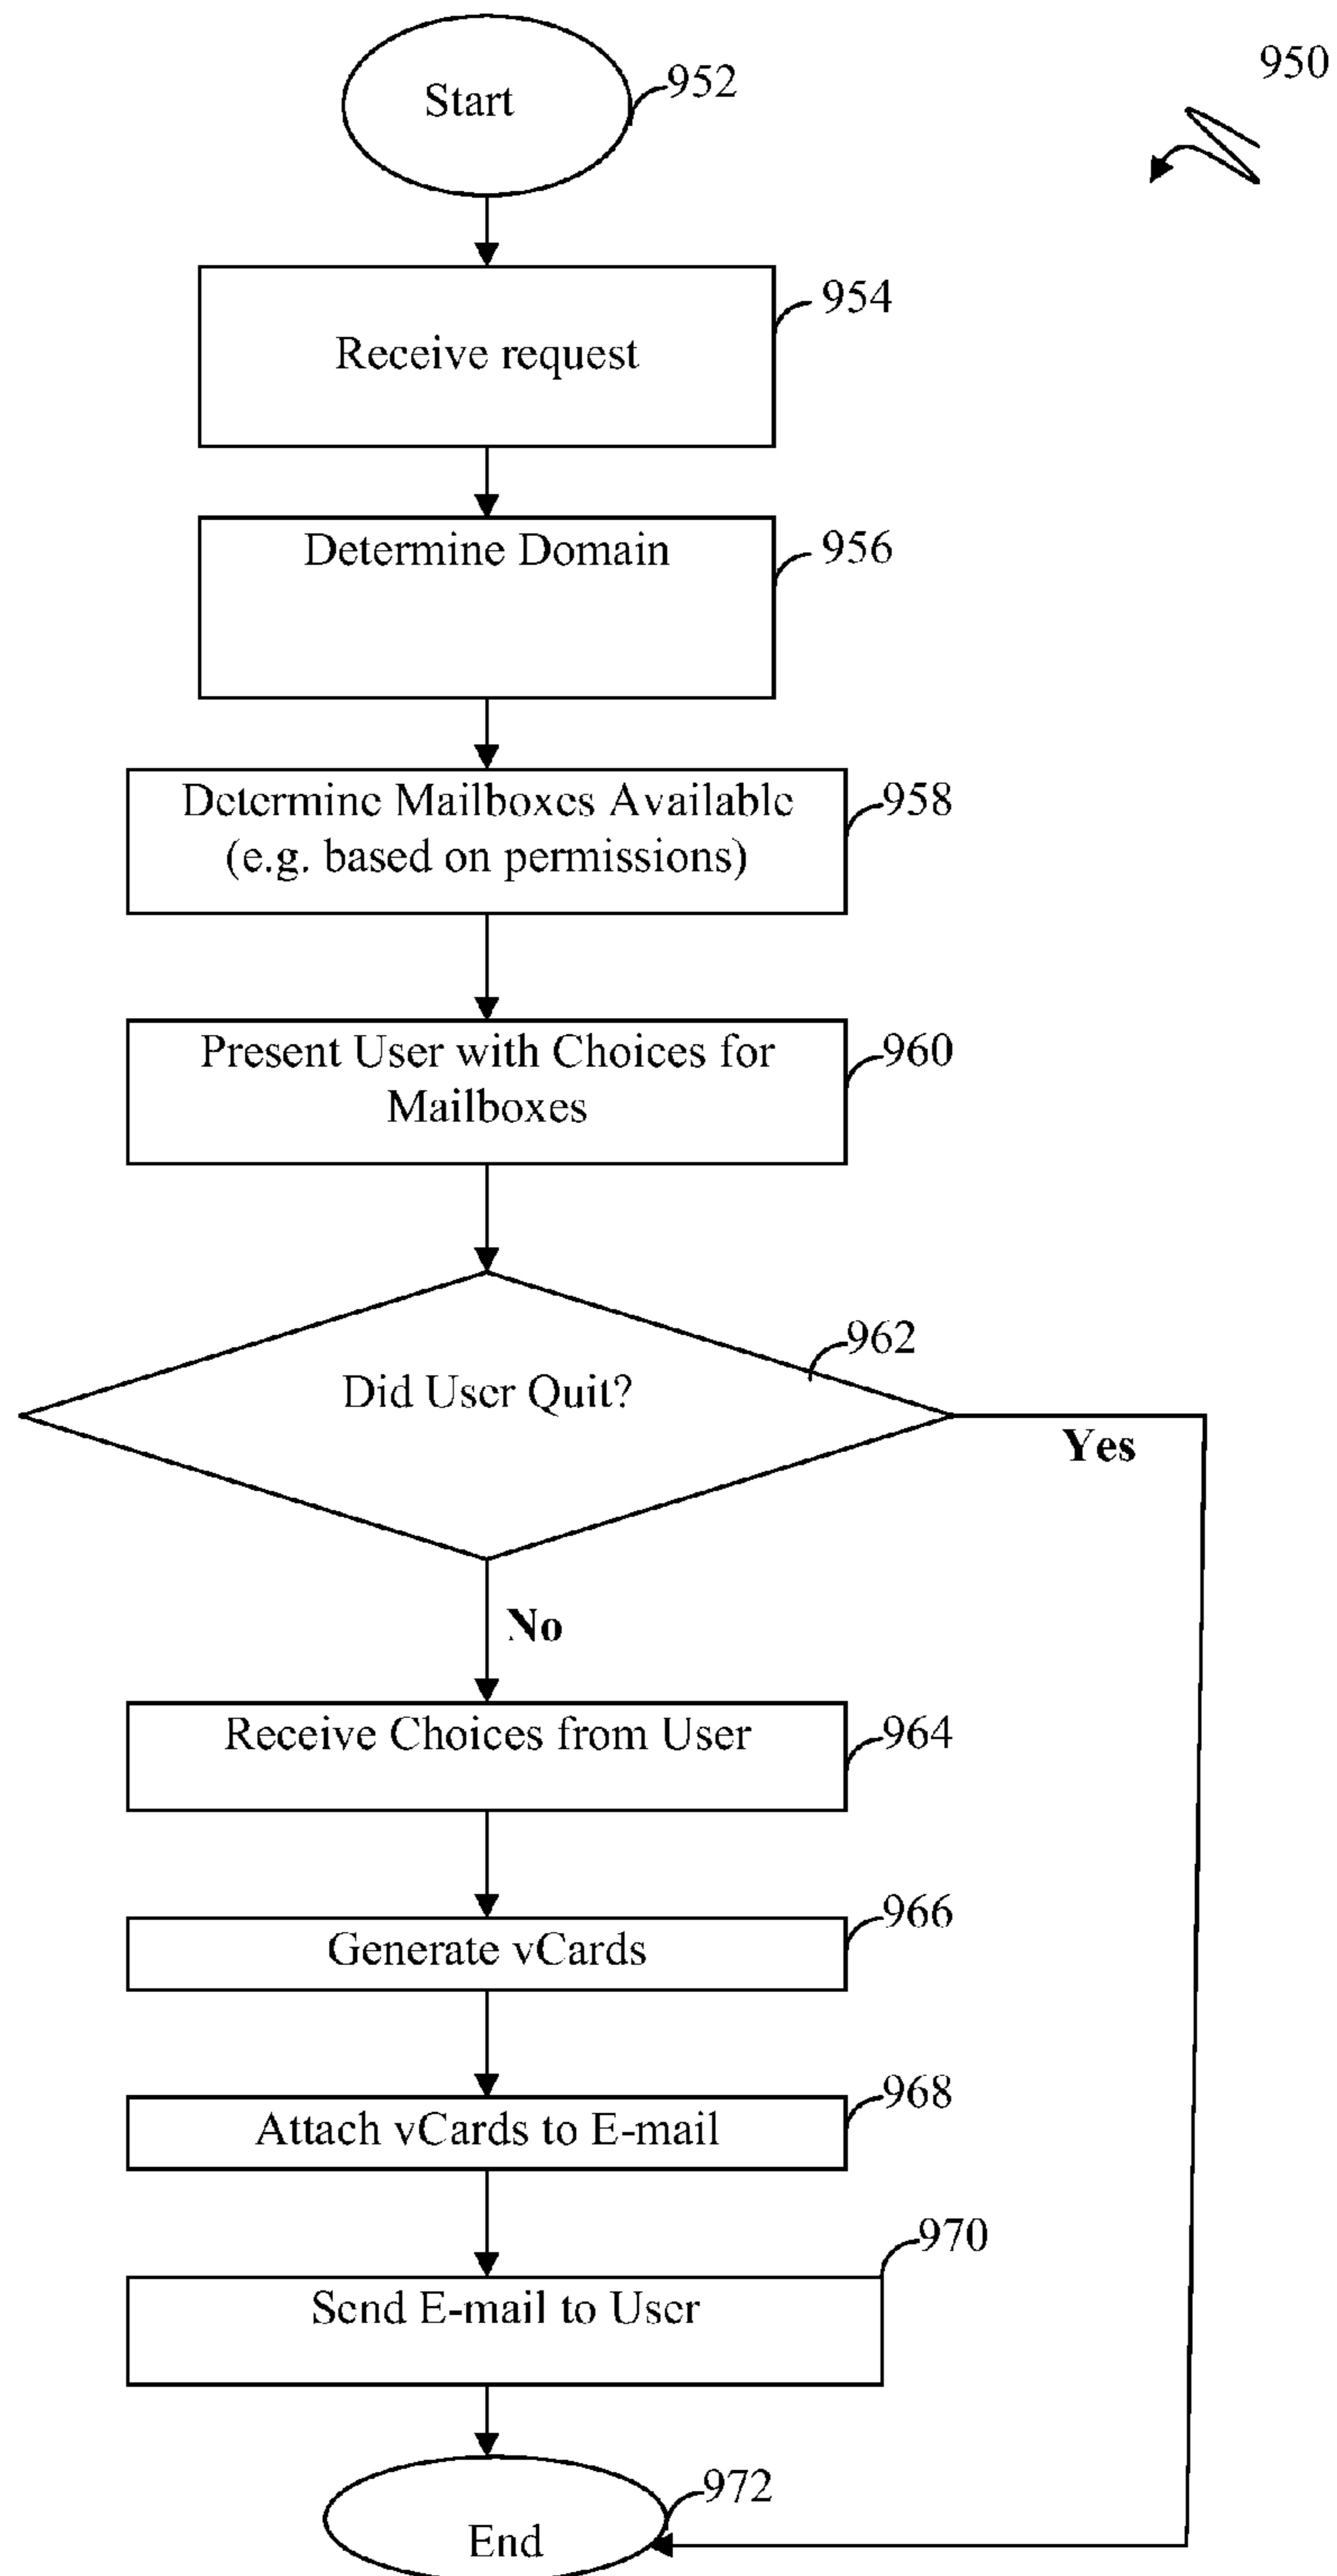 950
Start
952
Receive request
954
Determine Domain
956
Determine Mailboxes Available
(e.g. based on permissions)
958
Present User with Choices for
Mailboxes
960
Did User Quit?
962
Yes
No
Receive Choices from User
964
Generate vCards
966
Attach vCards to E-mail
968
Send E-mail to User
970
End
972